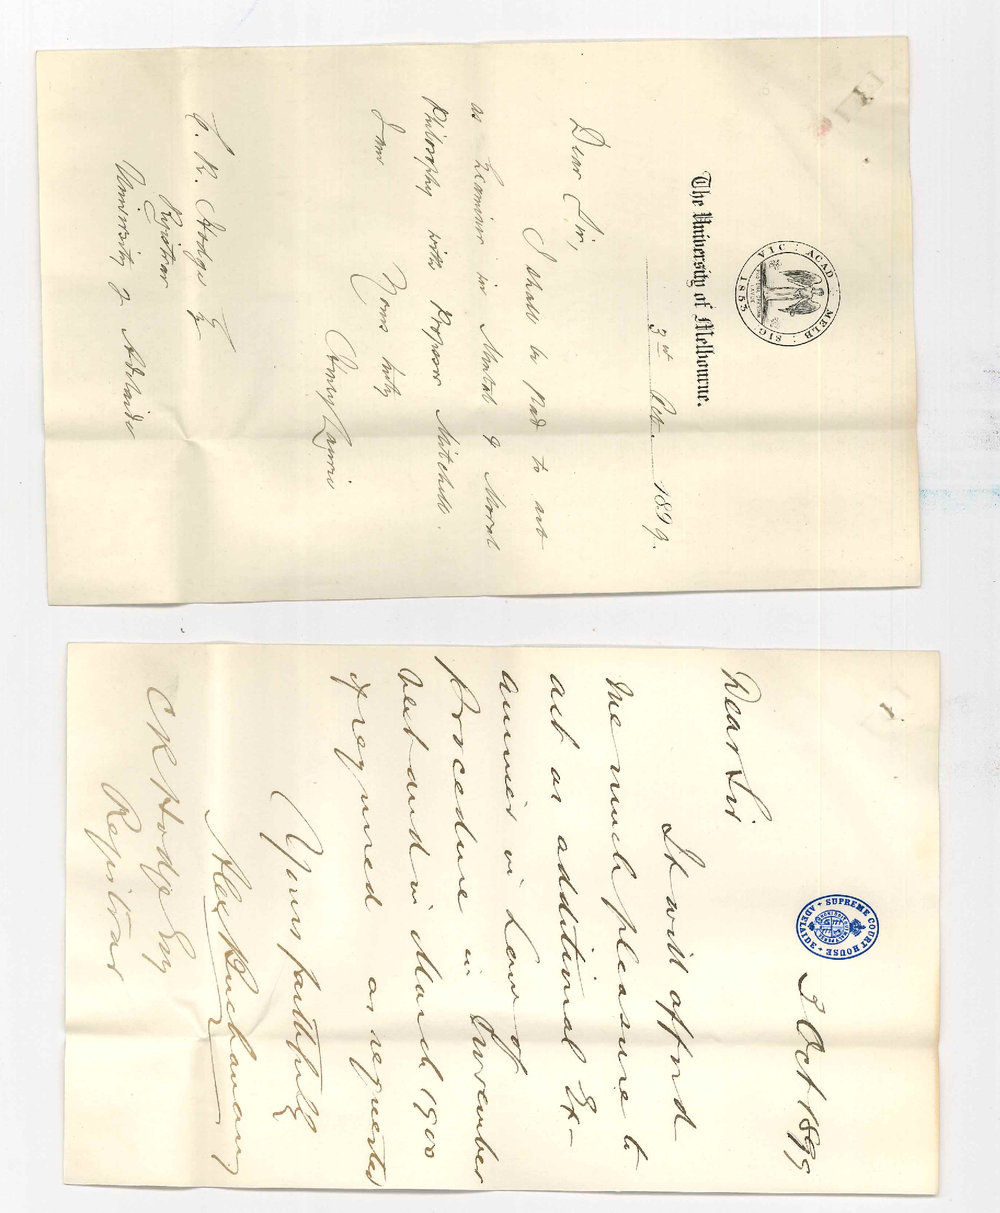 VIC : ACAD : MELB : SIG : 1853
The University of Melbourne.
3rd Oct. 1899.
Dear Sir,
I shall be glad to act
as Examiner in Mental & Moral
Philosophy with Professor Mitchell.
I am
Yours truly
Henry Laurie
C. R. Hodge Esq
Registrar
University of Adelaide
SUPREME COURT HOUSE • ADELAIDE •
3 Oct 1899
Dear Sir
It will afford
me much pleasure to
act as additional Ex-
aminer in Law of
Procedure in November
next and in March 1900
if required as requested
Yours faithfully
Alex Buchanan
C R Hodge Esq
Registrar